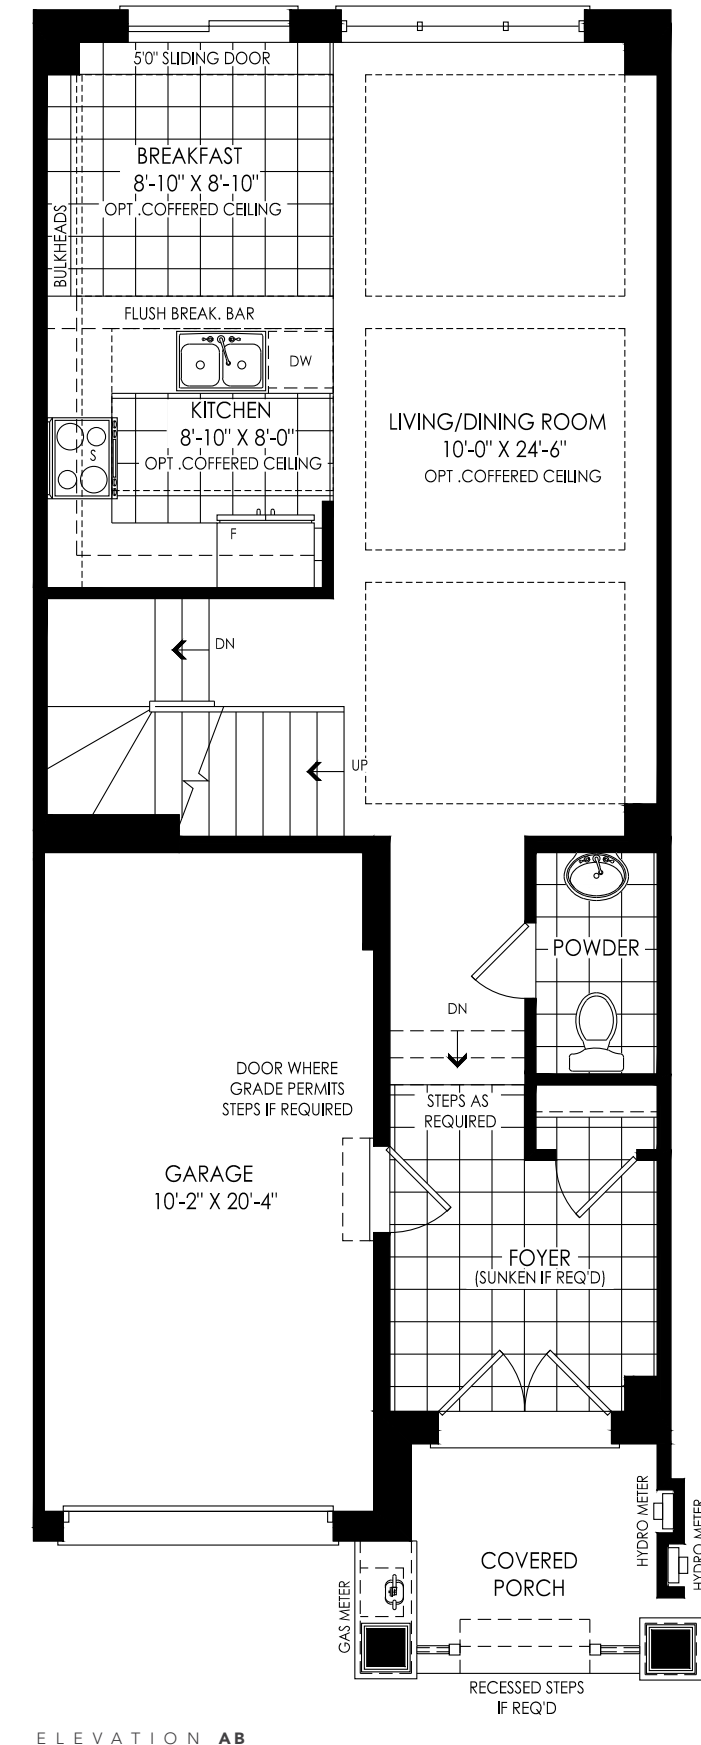 5'0" SLIDING DOOR
BREAKFAST
8'-10" X 8'-10"
OPT .COFFERED CEILING
BULKHEADS
FLUSH BREAK. BAR
DW
KITCHEN
8'-10" X 8'-0"
OPT .COFFERED CEILING
S
F
LIVING/DINING ROOM
10'-0" X 24'-6"
OPT .COFFERED CEILING
DN
UP
POWDER
DN
STEPS AS
REQUIRED
DOOR WHERE
GRADE PERMITS
STEPS IF REQUIRED
GARAGE
10'-2" X 20'-4"
FOYER
(SUNKEN IF REQ'D)
HYDRO METER
HYDRO METER
COVERED
PORCH
GAS METER
RECESSED STEPS
IF REQ'D
ELEVATION AB